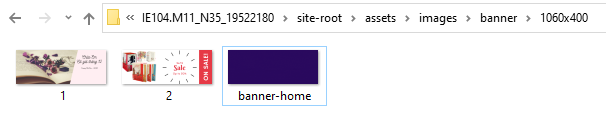 « IE104.M11_N35_19522180 > site-root > assets > images > banner > 1060x400
Sale
ON SALE!
1
2
banner-home